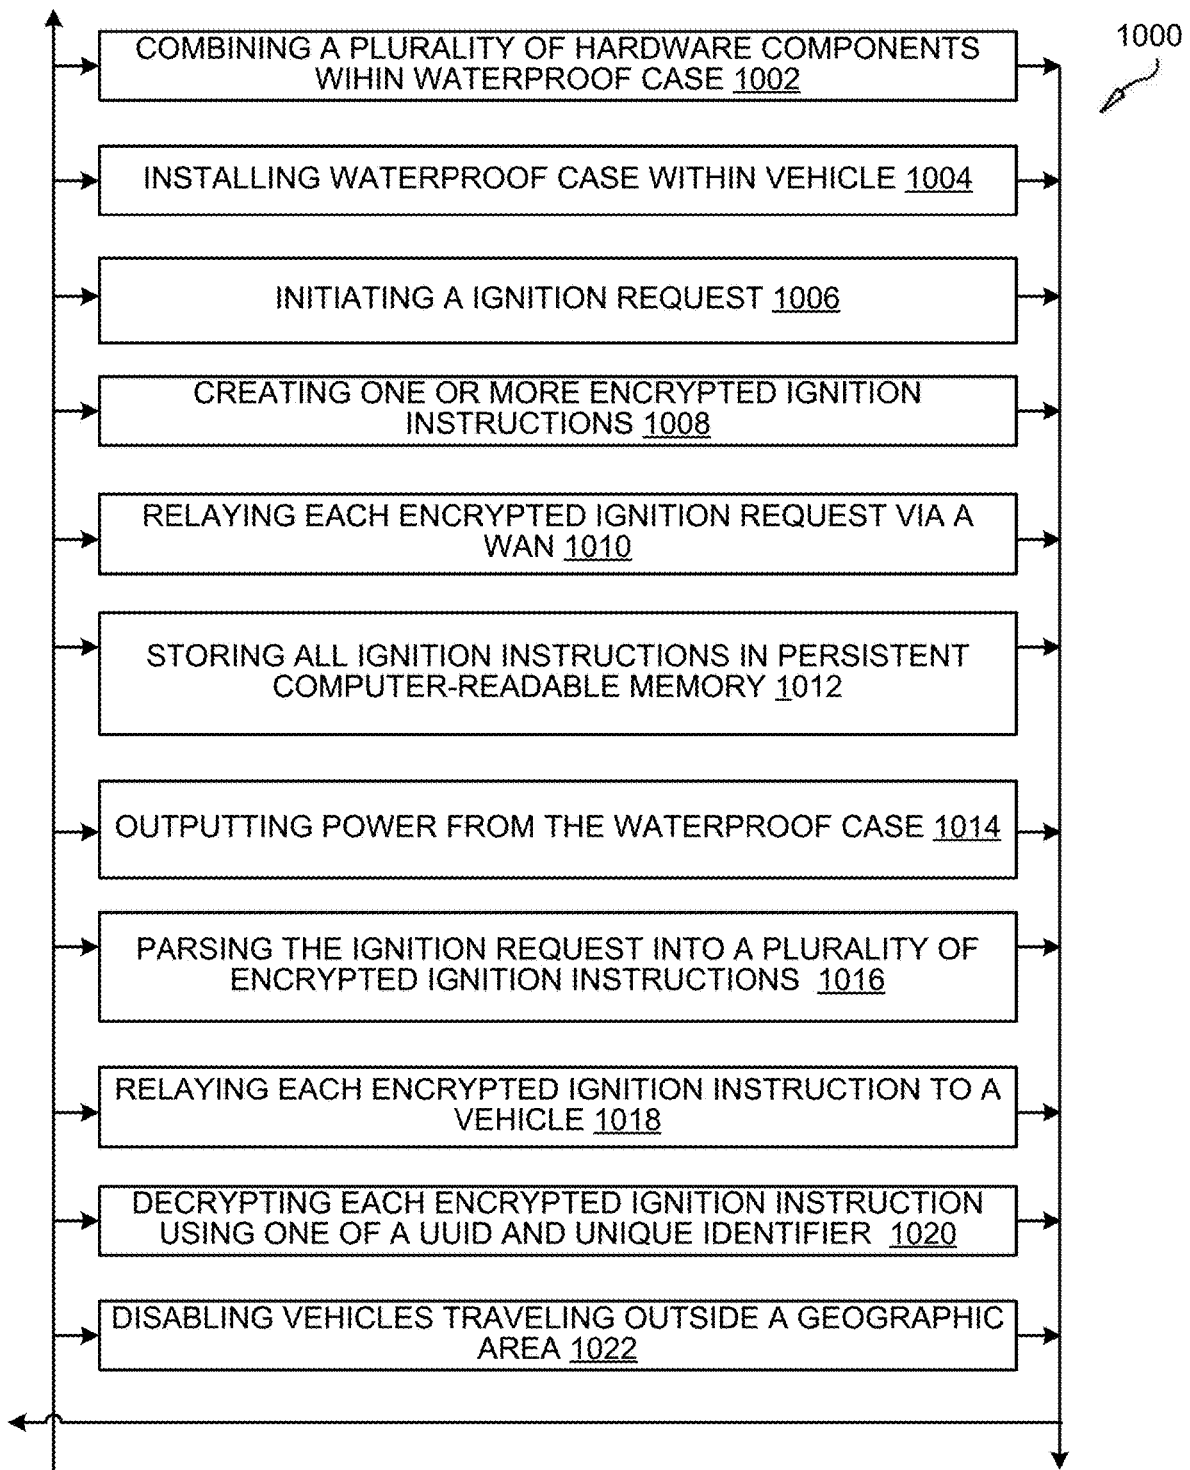 1000
COMBINING A PLURALITY OF HARDWARE COMPONENTS
WIHIN WATERPROOF CASE 1002
INSTALLING WATERPROOF CASE WITHIN VEHICLE 1004
INITIATING A IGNITION REQUEST 1006
CREATING ONE OR MORE ENCRYPTED IGNITION
INSTRUCTIONS 1008
RELAYING EACH ENCRYPTED IGNITION REQUEST VIA A
WAN 1010
STORING ALL IGNITION INSTRUCTIONS IN PERSISTENT
COMPUTER-READABLE MEMORY 1012
OUTPUTTING POWER FROM THE WATERPROOF CASE 1014
PARSING THE IGNITION REQUEST INTO A PLURALITY OF
ENCRYPTED IGNITION INSTRUCTIONS 1016
RELAYING EACH ENCRYPTED IGNITION INSTRUCTION TO A
VEHICLE 1018
DECRYPTING EACH ENCRYPTED IGNITION INSTRUCTION
USING ONE OF A UUID AND UNIQUE IDENTIFIER 1020
DISABLING VEHICLES TRAVELING OUTSIDE A GEOGRAPHIC
AREA 1022